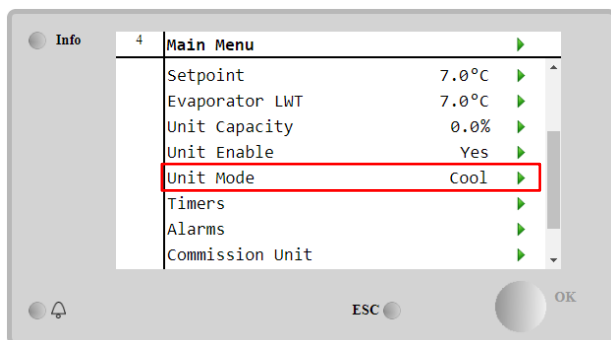 Info
4 Main Menu
Setpoint 7.0°C
Evaporator LWT 7.0°C
Unit Capacity 0.0%
Unit Enable Yes
Unit Mode Cool
Timers
Alarms
Commission Unit
ESC OK